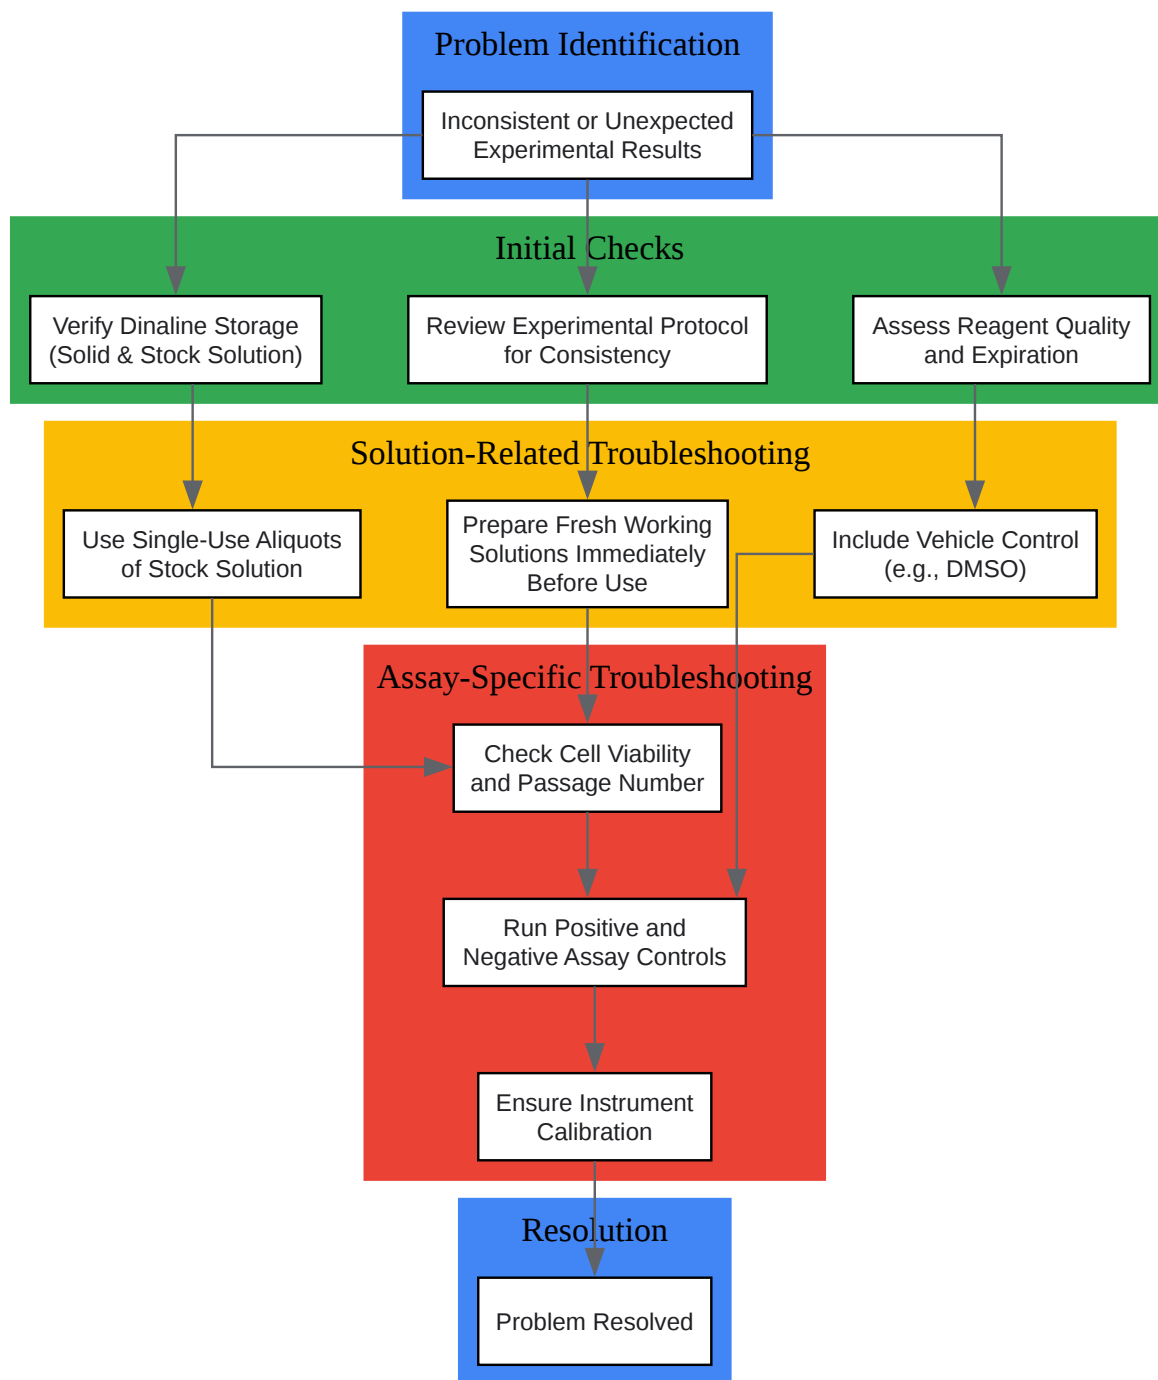 Problem Identification
Inconsistent or Unexpected
Experimental Results
Initial Checks
Verify Dinaline Storage
(Solid & Stock Solution)
Review Experimental Protocol
for Consistency
Assess Reagent Quality
and Expiration
Solution-Related Troubleshooting
Use Single-Use Aliquots
of Stock Solution
Prepare Fresh Working
Solutions Immediately
Before Use
Include Vehicle Control
(e.g., DMSO)
Assay-Specific Troubleshooting
Check Cell Viability
and Passage Number
Run Positive and
Negative Assay Controls
Ensure Instrument
Calibration
Resolution
Problem Resolved